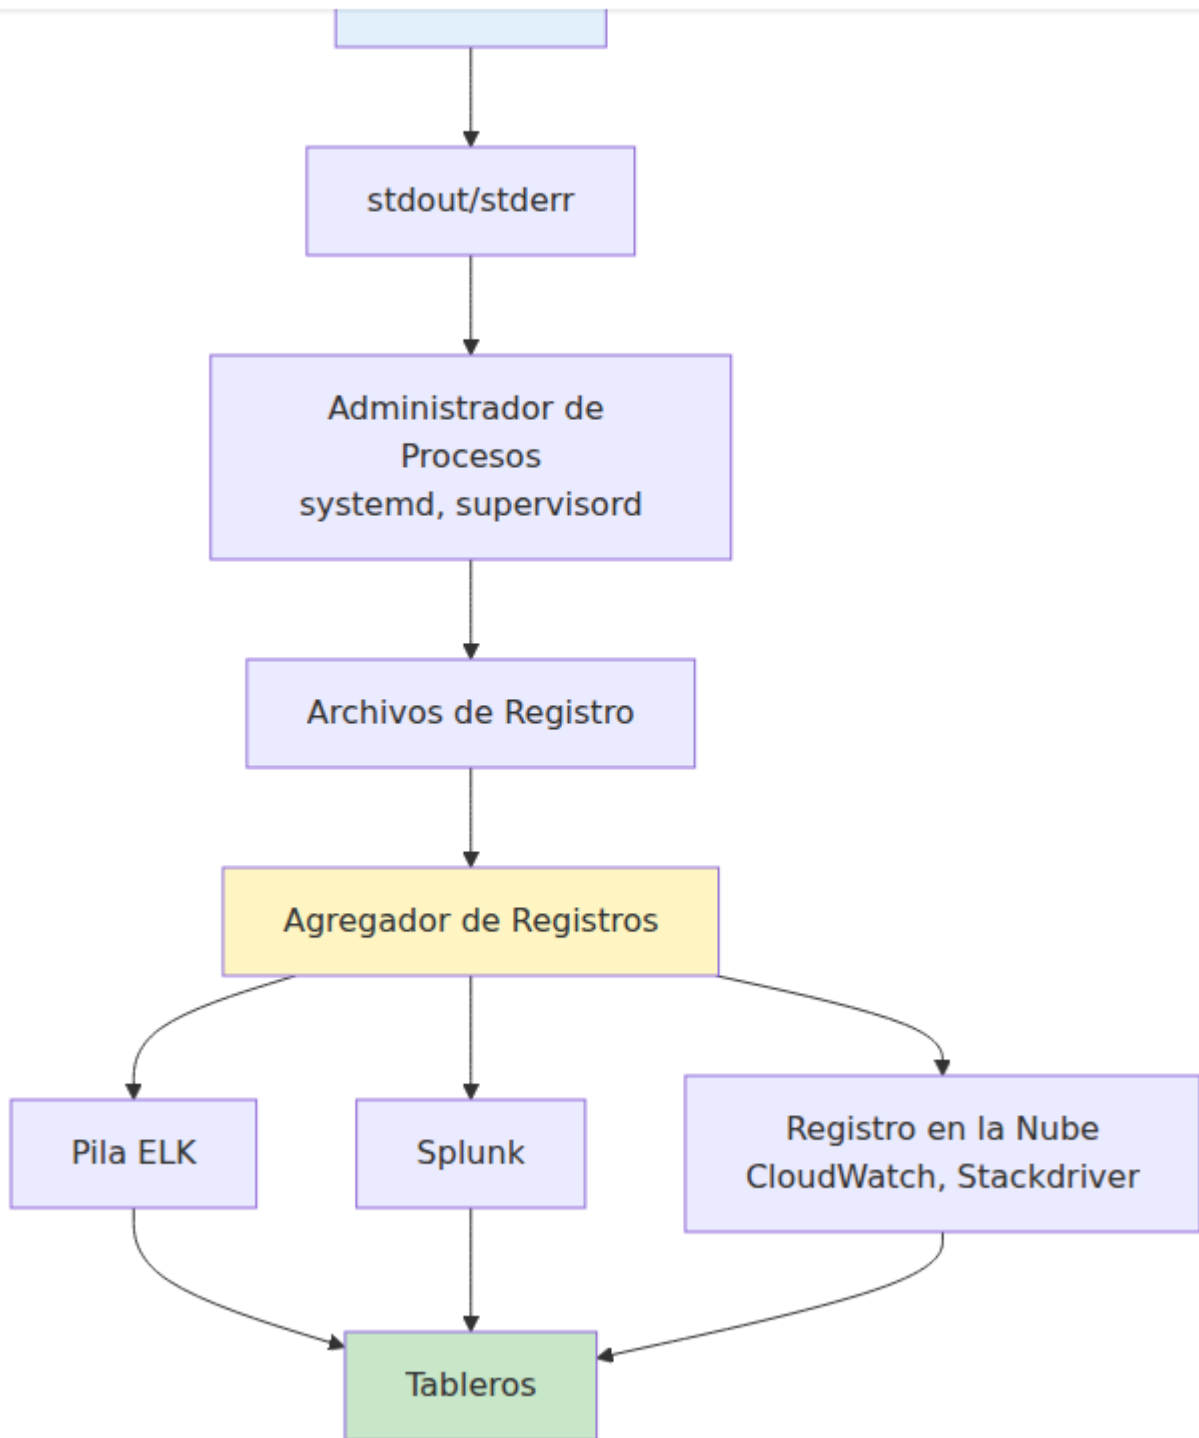 stdout/stderr
Administrador de
Procesos
systemd, supervisord
Archivos de Registro
Agregador de Registros
Pila ELK
Splunk
Registro en la Nube
CloudWatch, Stackdriver
Tableros